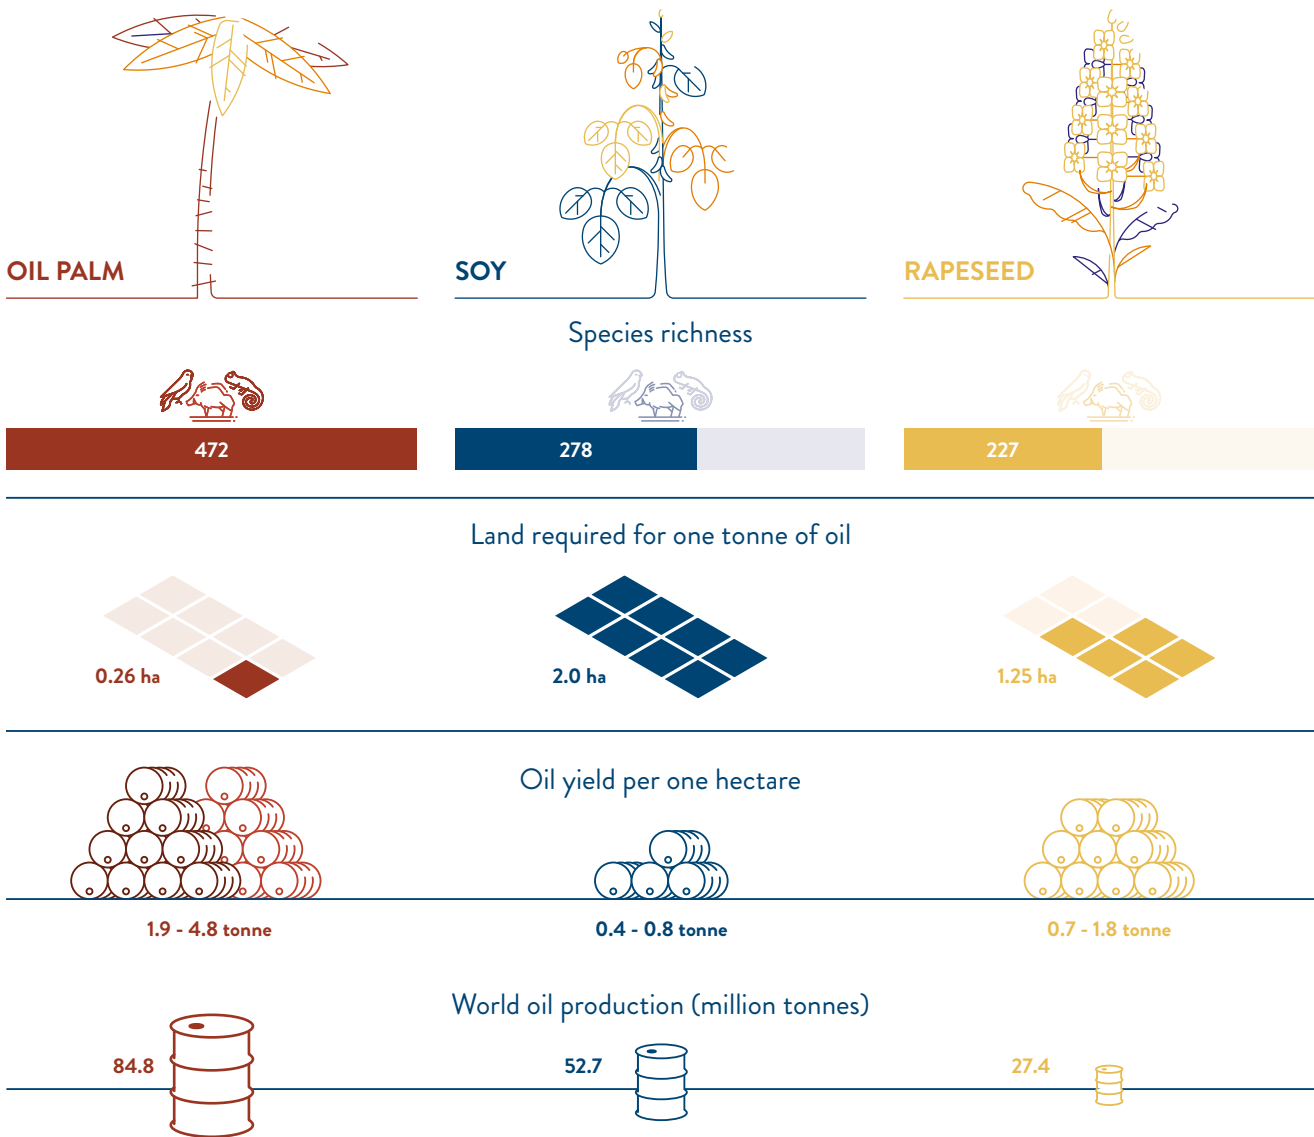 OIL PALM
SOY
RAPESEED
Species richness
472
278
227
Land required for one tonne of oil
0.26 ha
2.0 ha
1.25 ha
Oil yield per one hectare
1.9 - 4.8 tonne
0.4 - 0.8 tonne
0.7 - 1.8 tonne
World oil production (million tonnes)
84.8
52.7
27.4